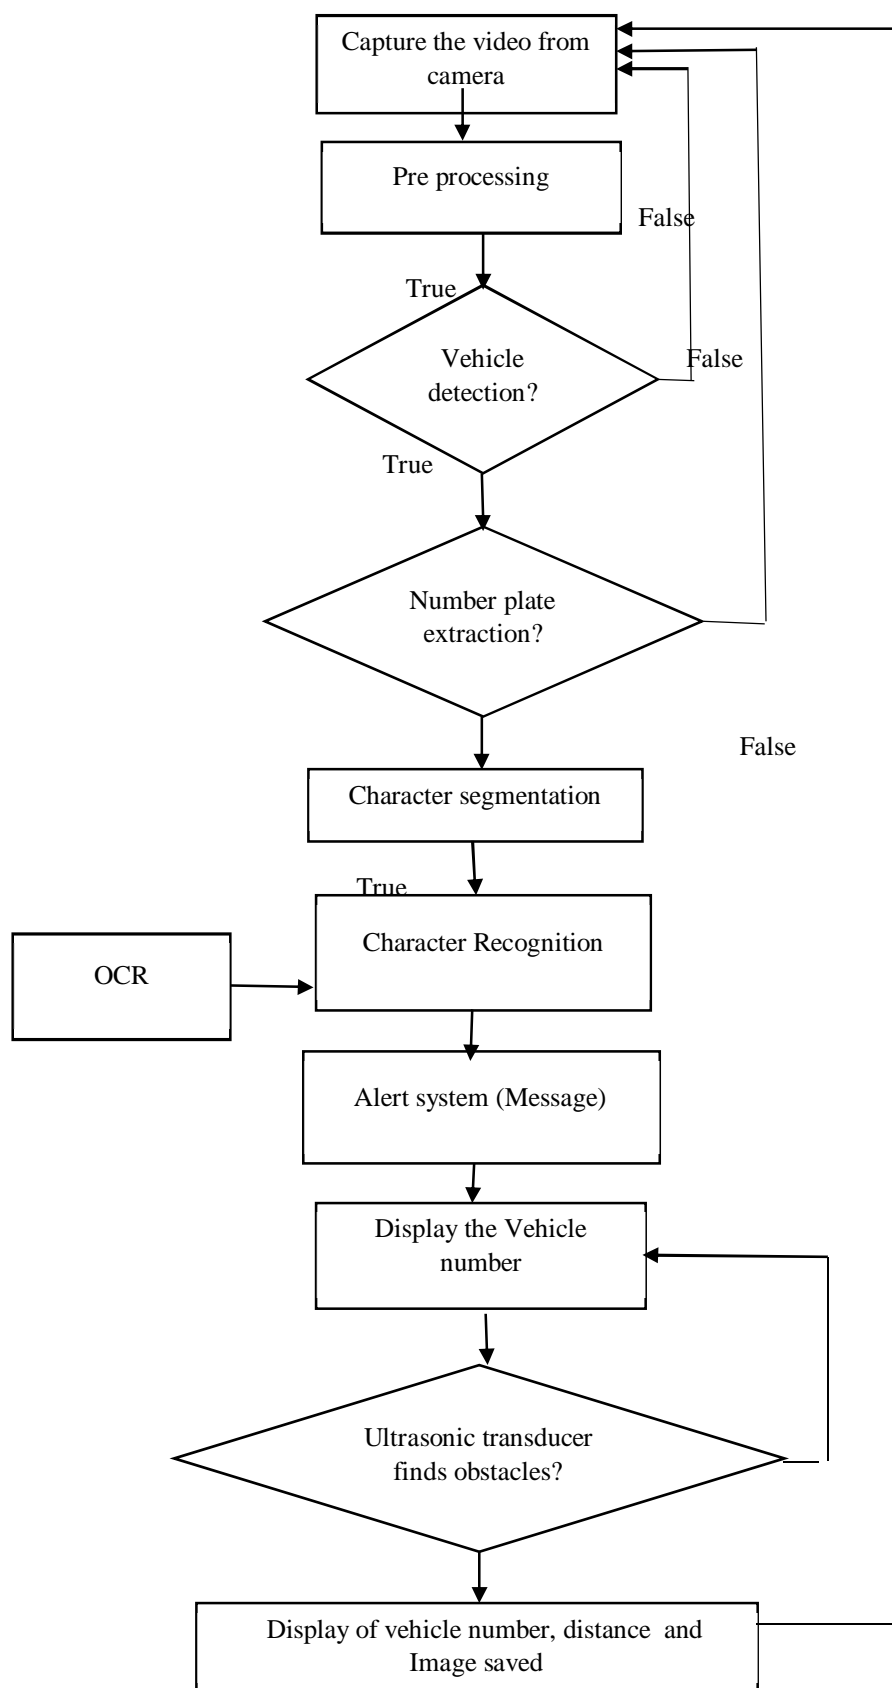 Capture the video from
camera
Pre processing
False
True
Vehicle
detection?
False
True
Number plate
extraction?
False
Character segmentation
True
Character Recognition
OCR
Alert system (Message)
Display the Vehicle
number
Ultrasonic transducer
finds obstacles?
Display of vehicle number, distance and
Image saved